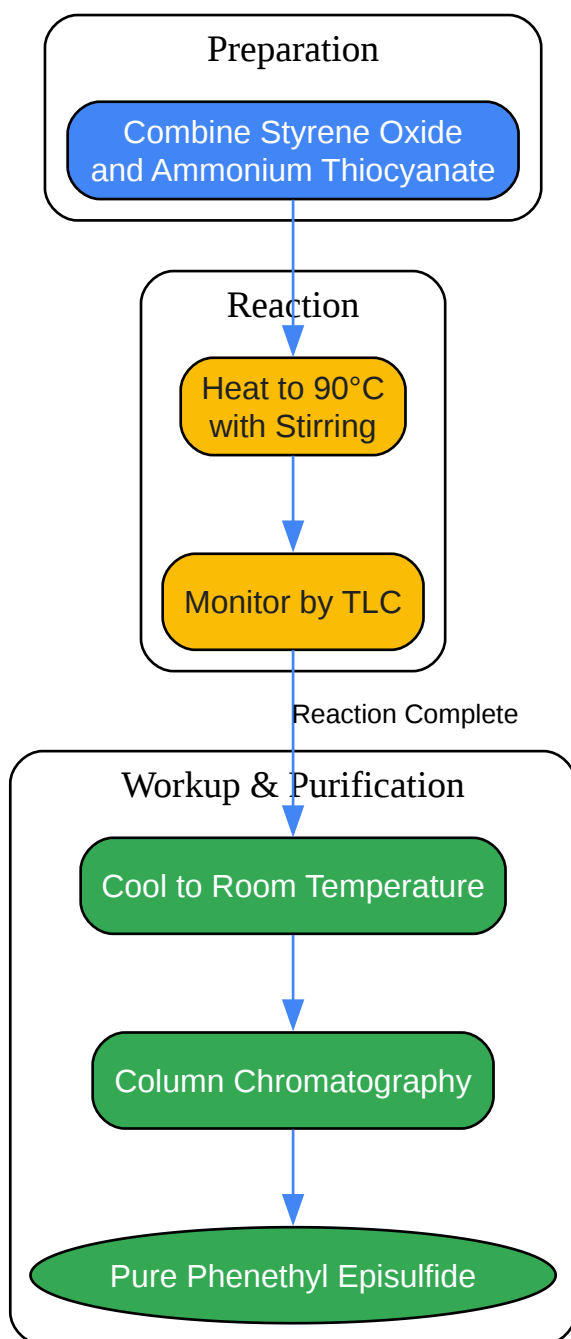 Preparation
Combine Styrene Oxide
and Ammonium Thiocyanate
Reaction
Heat to 90°C
with Stirring
Monitor by TLC
Reaction Complete
Workup & Purification
Cool to Room Temperature
Column Chromatography
Pure Phenethyl Episulfide